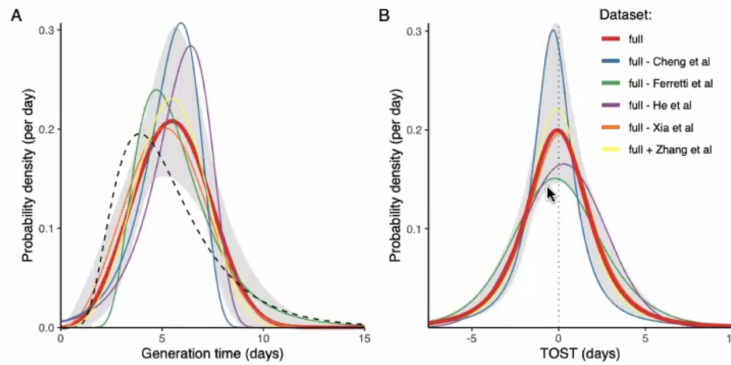 A
B
Dataset:
full
full - Cheng et al
full - Ferretti et al
full - He et al
full - Xia et al
full + Zhang et al
Probability density (per day)
0.3
0.2
0.1
0.0
0
5
10
15
Generation time (days)
Probability density (per day)
0.3
0.2
0.1
-5
0
5
TOST (days)